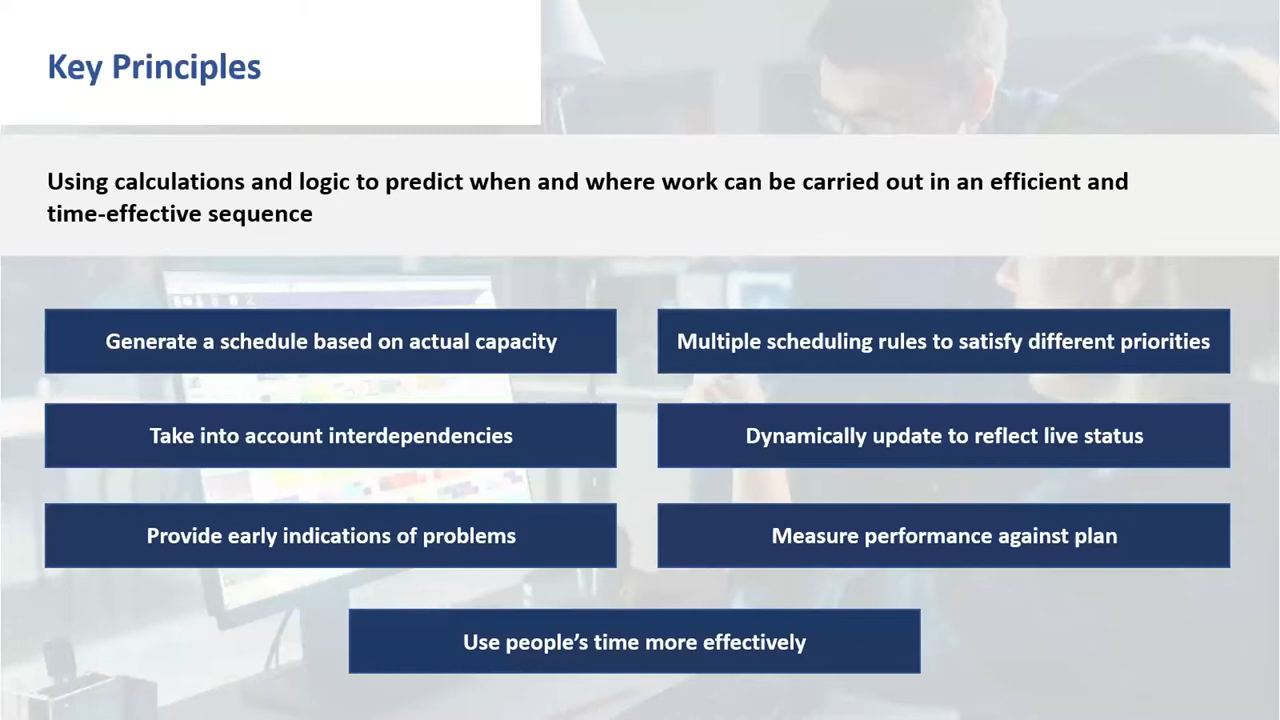 Key Principles
Using calculations and logic to predict when and where work can be carried out in an efficient and
time-effective sequence
Generate a schedule based on actual capacity
Multiple scheduling rules to satisfy different priorities
Take into account interdependencies
Dynamically update to reflect live status
Provide early indications of problems
Measure performance against plan
Use people’s time more effectively